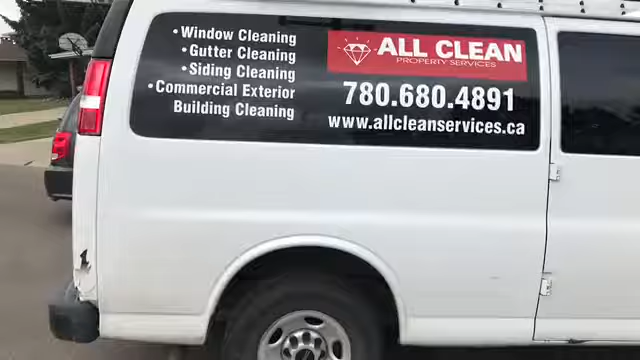 •Window Cleaning
•Gutter Cleaning
•Siding Cleaning
•Commercial Exterior
Building Cleaning
ALL CLEAN
PROPERTY SERVICES
780.680.4891
www.allcleanservices.ca